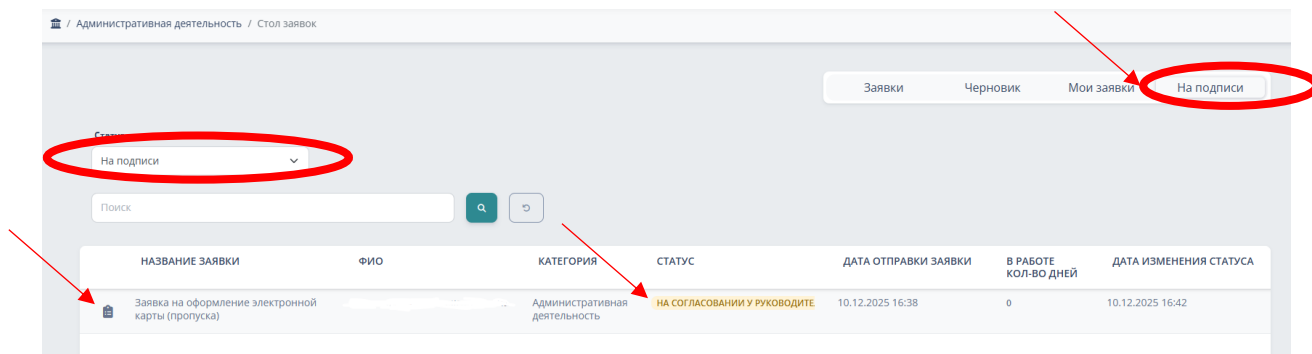 / Административная деятельность / Стол заявок
Заявки Черновик Мои заявки На подписи
Статус
На подписи
Поиск
НАЗВАНИЕ ЗАЯВКИ ФИО КАТЕГОРИЯ СТАТУС ДАТА ОТПРАВКИ ЗАЯВКИ В РАБОТЕ ДАТА ИЗМЕНЕНИЯ СТАТУСА
КОЛ-ВО ДНЕЙ
Заявка на оформление электронной Административная НА СОГЛАСОВАНИИ У РУКОВОДИТЕ 10.12.2025 16:38 0 10.12.2025 16:42
карты (пропуска) деятельность